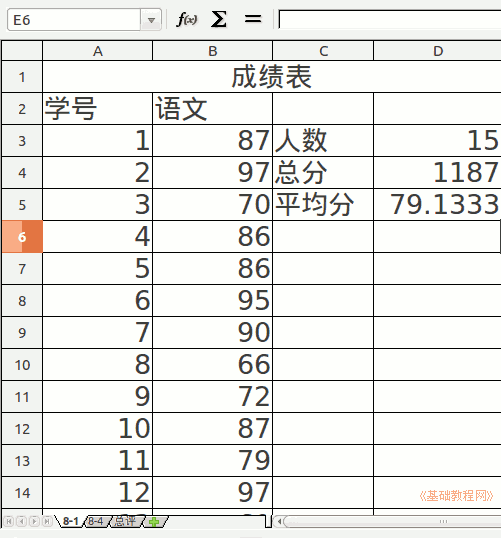 E6 f(x) Σ =
A B C D
1 成绩表
2 学号 语文
3 1 87 人数 15
4 2 97 总分 1187
5 3 70 平均分 79.1333
6 4 86
7 5 86
8 6 95
9 7 90
10 8 66
11 9 72
12 10 87
13 11 79
14 12 97
《基础教程网》
8-1 8-4 总评